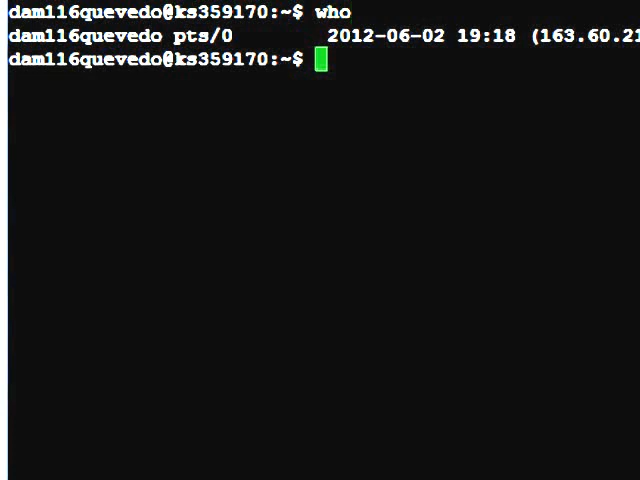 dam116quevedo@ks359170:~$ who
dam116quevedo pts/0        2012-06-02 19:18 (163.60.21
dam116quevedo@ks359170:~$